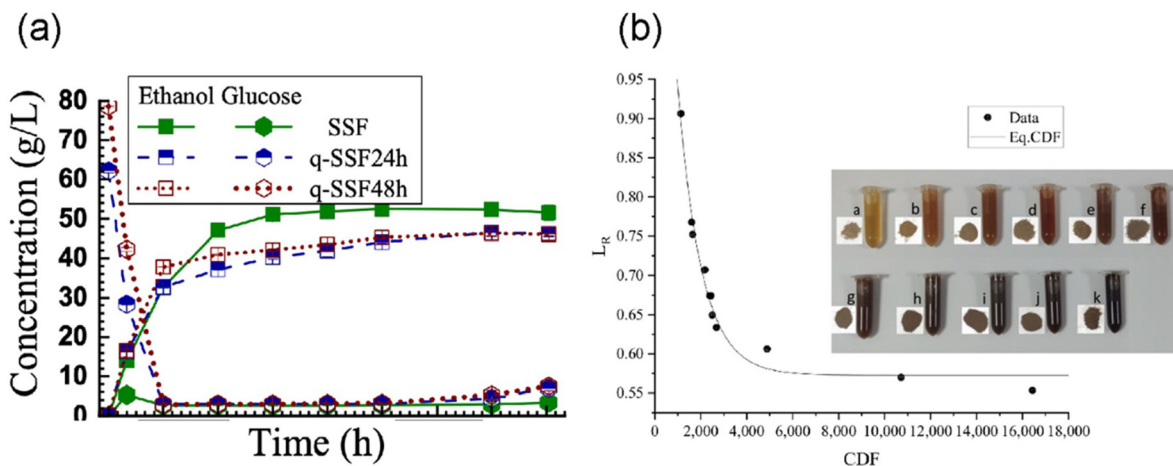 (a)
(b)
Ethanol Glucose
SSF
q-SSF24h
q-SSF48h
Concentration (g/L)
80
70
60
50
40
30
20
10
0
Time (h)
0.95
0.90
0.85
0.80
0.75
0.70
0.65
0.60
0.55
L_R
Data
Eq.CDF
a b c d e f
g h i j k
0 2,000 4,000 6,000 8,000 10,000 12,000 14,000 16,000 18,000
CDF